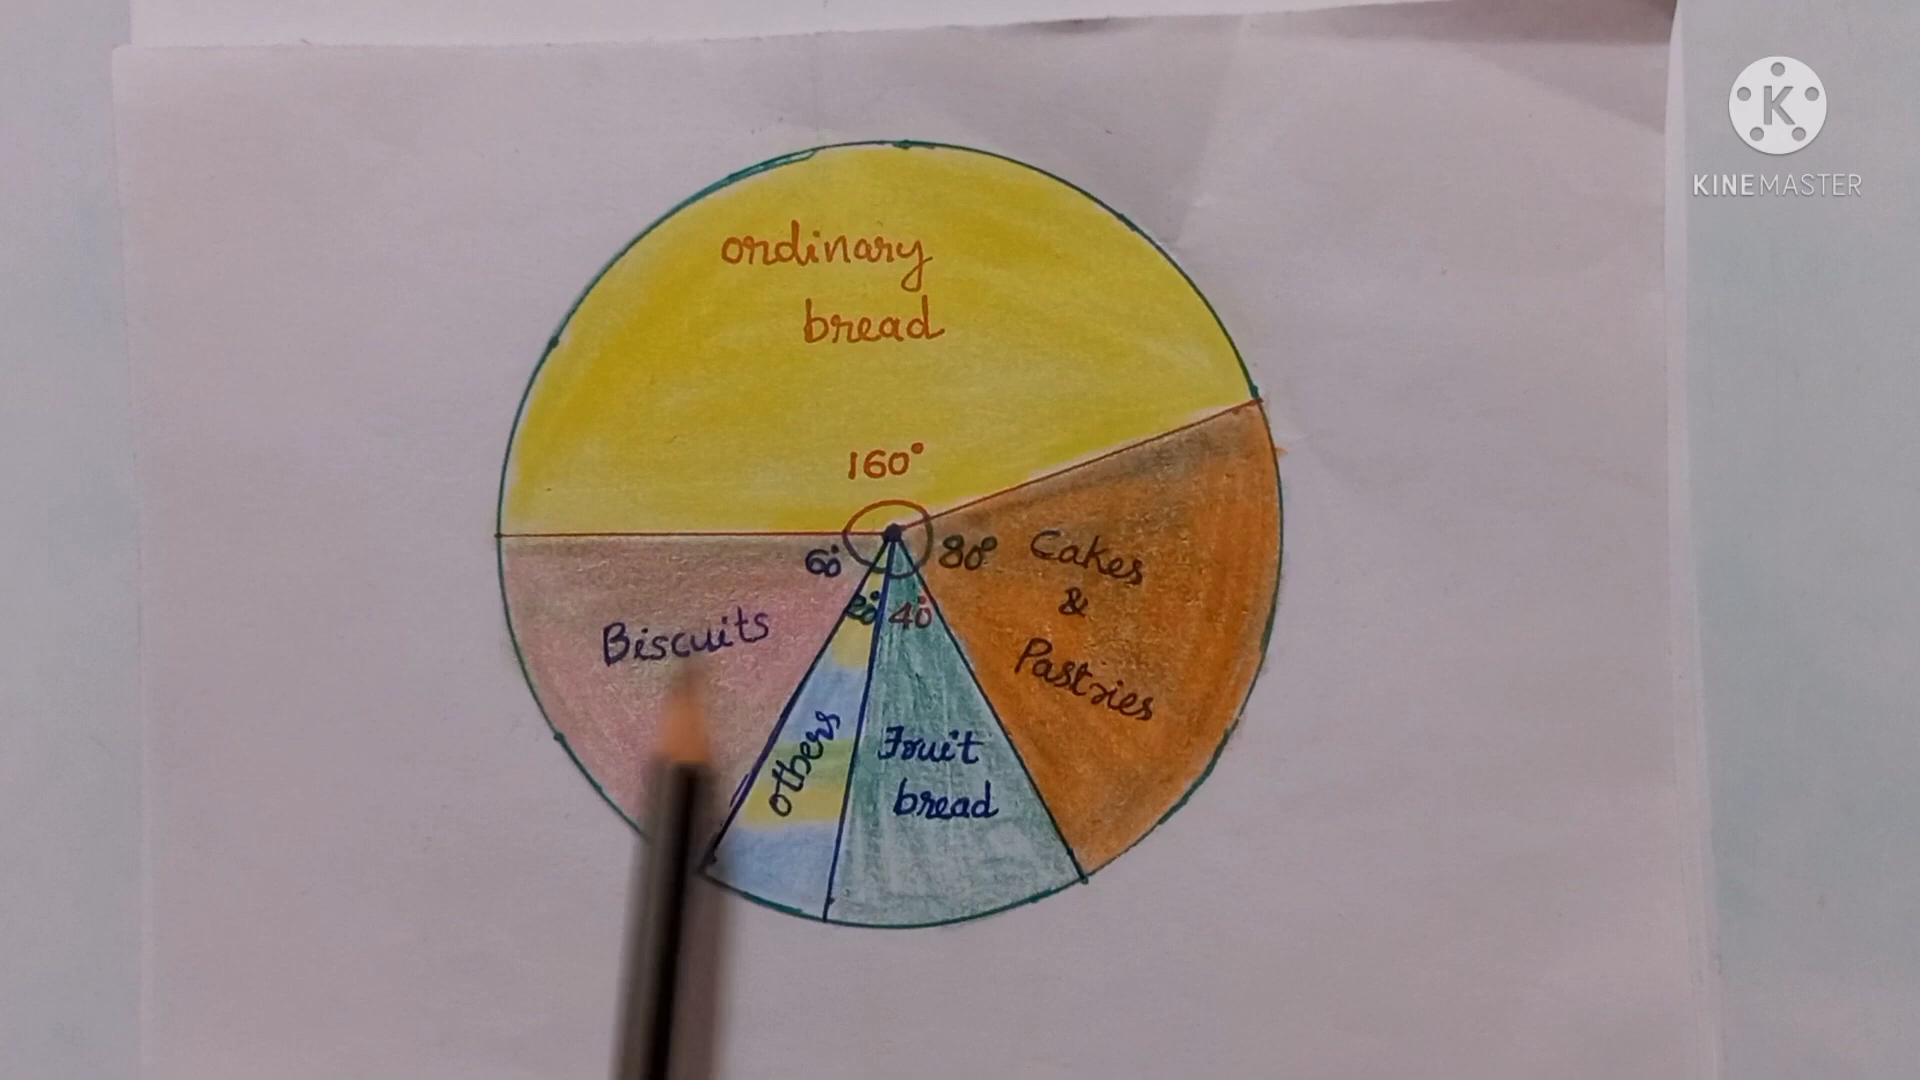 K
KINEMASTER
ordinary
bread
160°
60°
80°
Cakes
&
Pastries
Biscuits
20°
40°
others
Fruit
bread